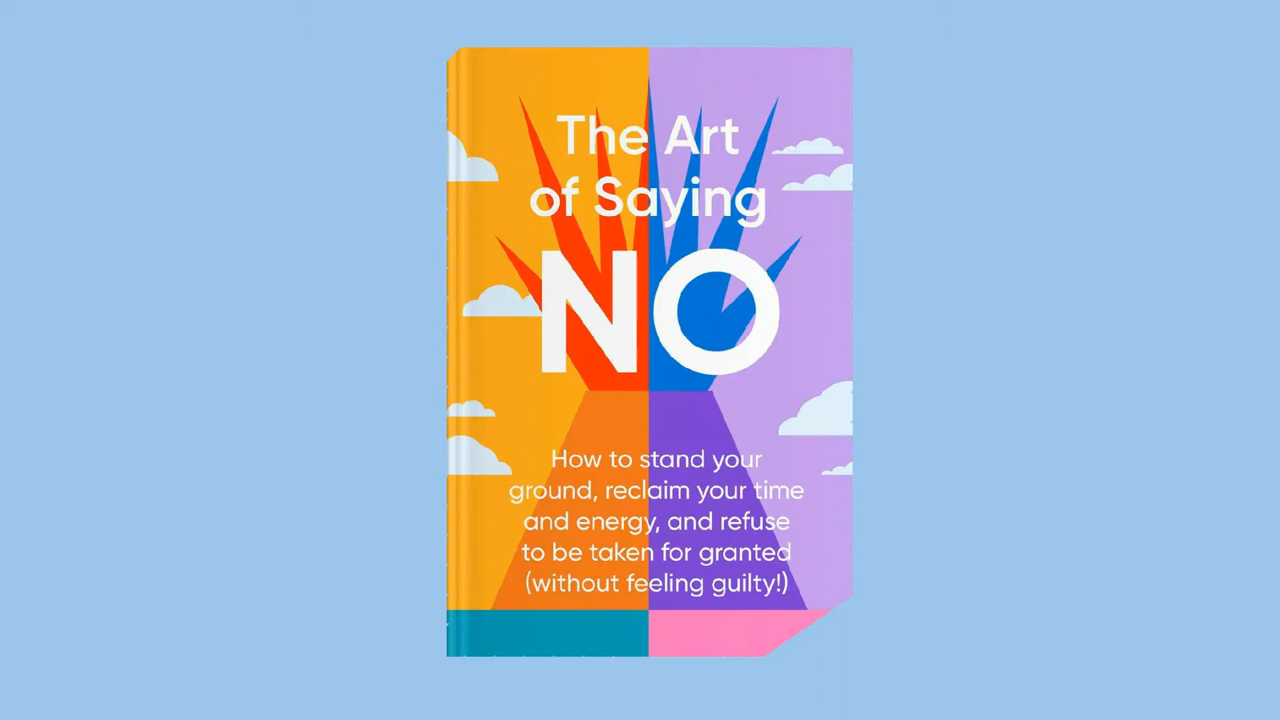 The Art
of Saying
NO
How to stand your
ground, reclaim your time
and energy, and refuse
to be taken for granted
(without feeling guilty!)